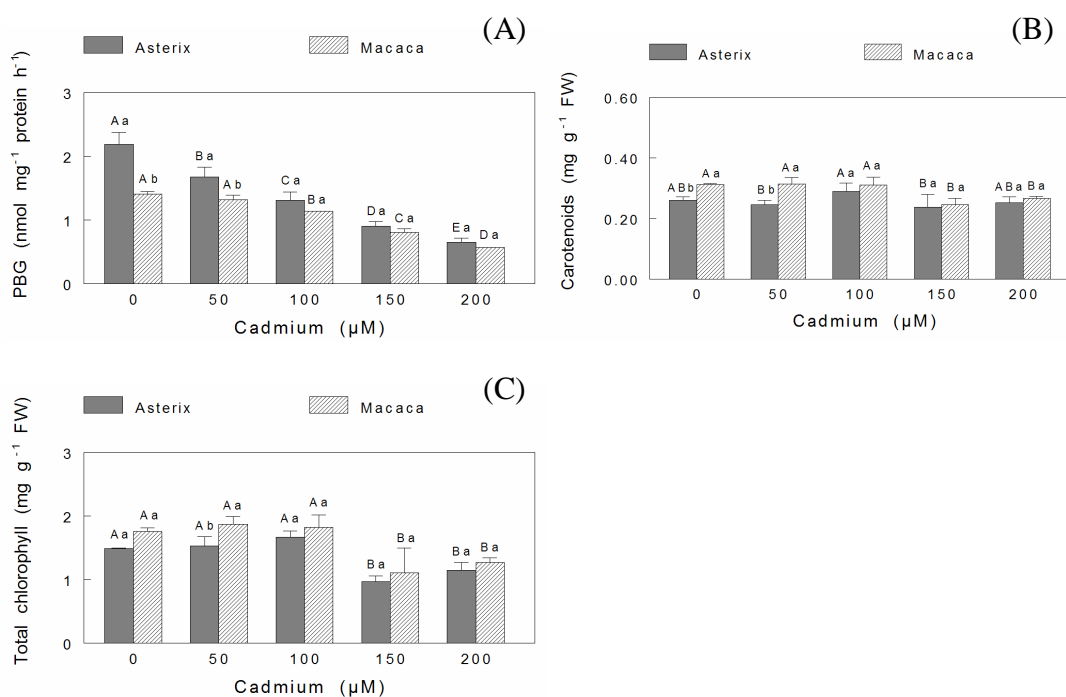 (A)
Asterix Macaca
PBG (nmol mg-1 protein h-1)
3
2
1
0
A a
A b
B a
A b
C a
B a
D a
C a
E a
D a
0 50 100 150 200
Cadmium (µM)
(B)
Asterix Macaca
Carotenoids (mg g-1 FW)
0.60
0.40
0.20
0.00
A Bb
A a
B b
A a
A a
A a
B a
B a
A Ba
B a
0 50 100 150 200
Cadmium (µM)
(C)
Asterix Macaca
Total chlorophyll (mg g-1 FW)
3
2
1
0
A a
A a
A b
A a
A a
A a
B a
B a
B a
B a
0 50 100 150 200
Cadmium (µM)